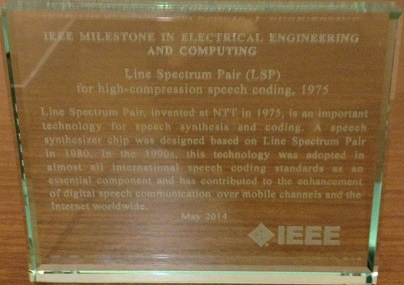 IEEE MILESTONE IN ELECTRICAL ENGINEERING
AND COMPUTING
Line Spectrum Pair (LSP)
for high-compression speech coding, 1975
Line Spectrum Pair, invented at NTT in 1975, is an important
technology for speech synthesis and coding. A speech
synthesizer chip was designed based on Line Spectrum Pair
in 1980. In the 1990s, this technology was adopted in
almost all international speech coding standards as an
essential component and has contributed to the enhancement
of digital speech communication over mobile channels and the
Internet worldwide.
May 2014
IEEE